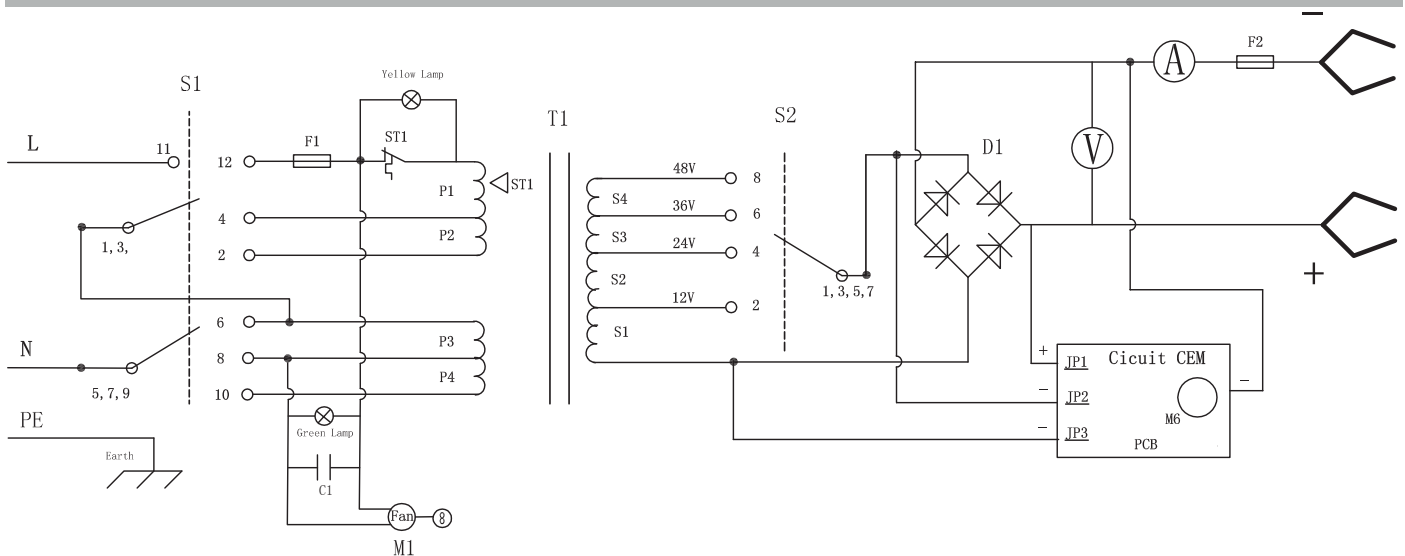 −
F2
A
Yellow Lamp
S1
F1
ST1
T1
S2
L
11
12
D1
V
P1
ST1
48V
8
S4
4
36V
6
P2
S3
1,3,
2
24V
4
S2
1,3,5,7
+
12V
2
6
S1
P3
N
8
P4
+
JP1
Cicuit CEM
−
5,7,9
10
−
JP2
M6
PE
Green Lamp
−
JP3
PCB
Earth
C1
Fan
8
M1